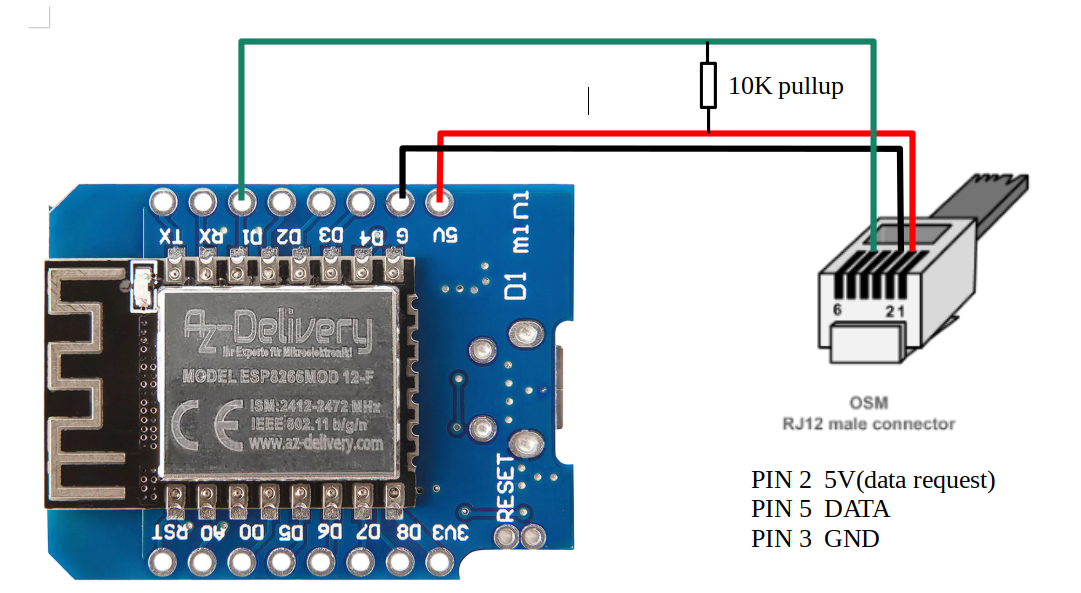 10K pullup
TX RX D1 D2 D3 D4 G 5V
D1 mini
Az-Delivery
Ihr Experte für Mikroelektronik!
MODEL ESP8266MOD 12-F
ISM:2412-2472 MHz
IEEE 802.11 b/g/n
www.az-delivery.com
CE
RESET
RST A0 D0 D5 D6 D7 D8 3V3
6 2 1
OSM
RJ12 male connector
PIN 2 5V(data request)
PIN 5 DATA
PIN 3 GND